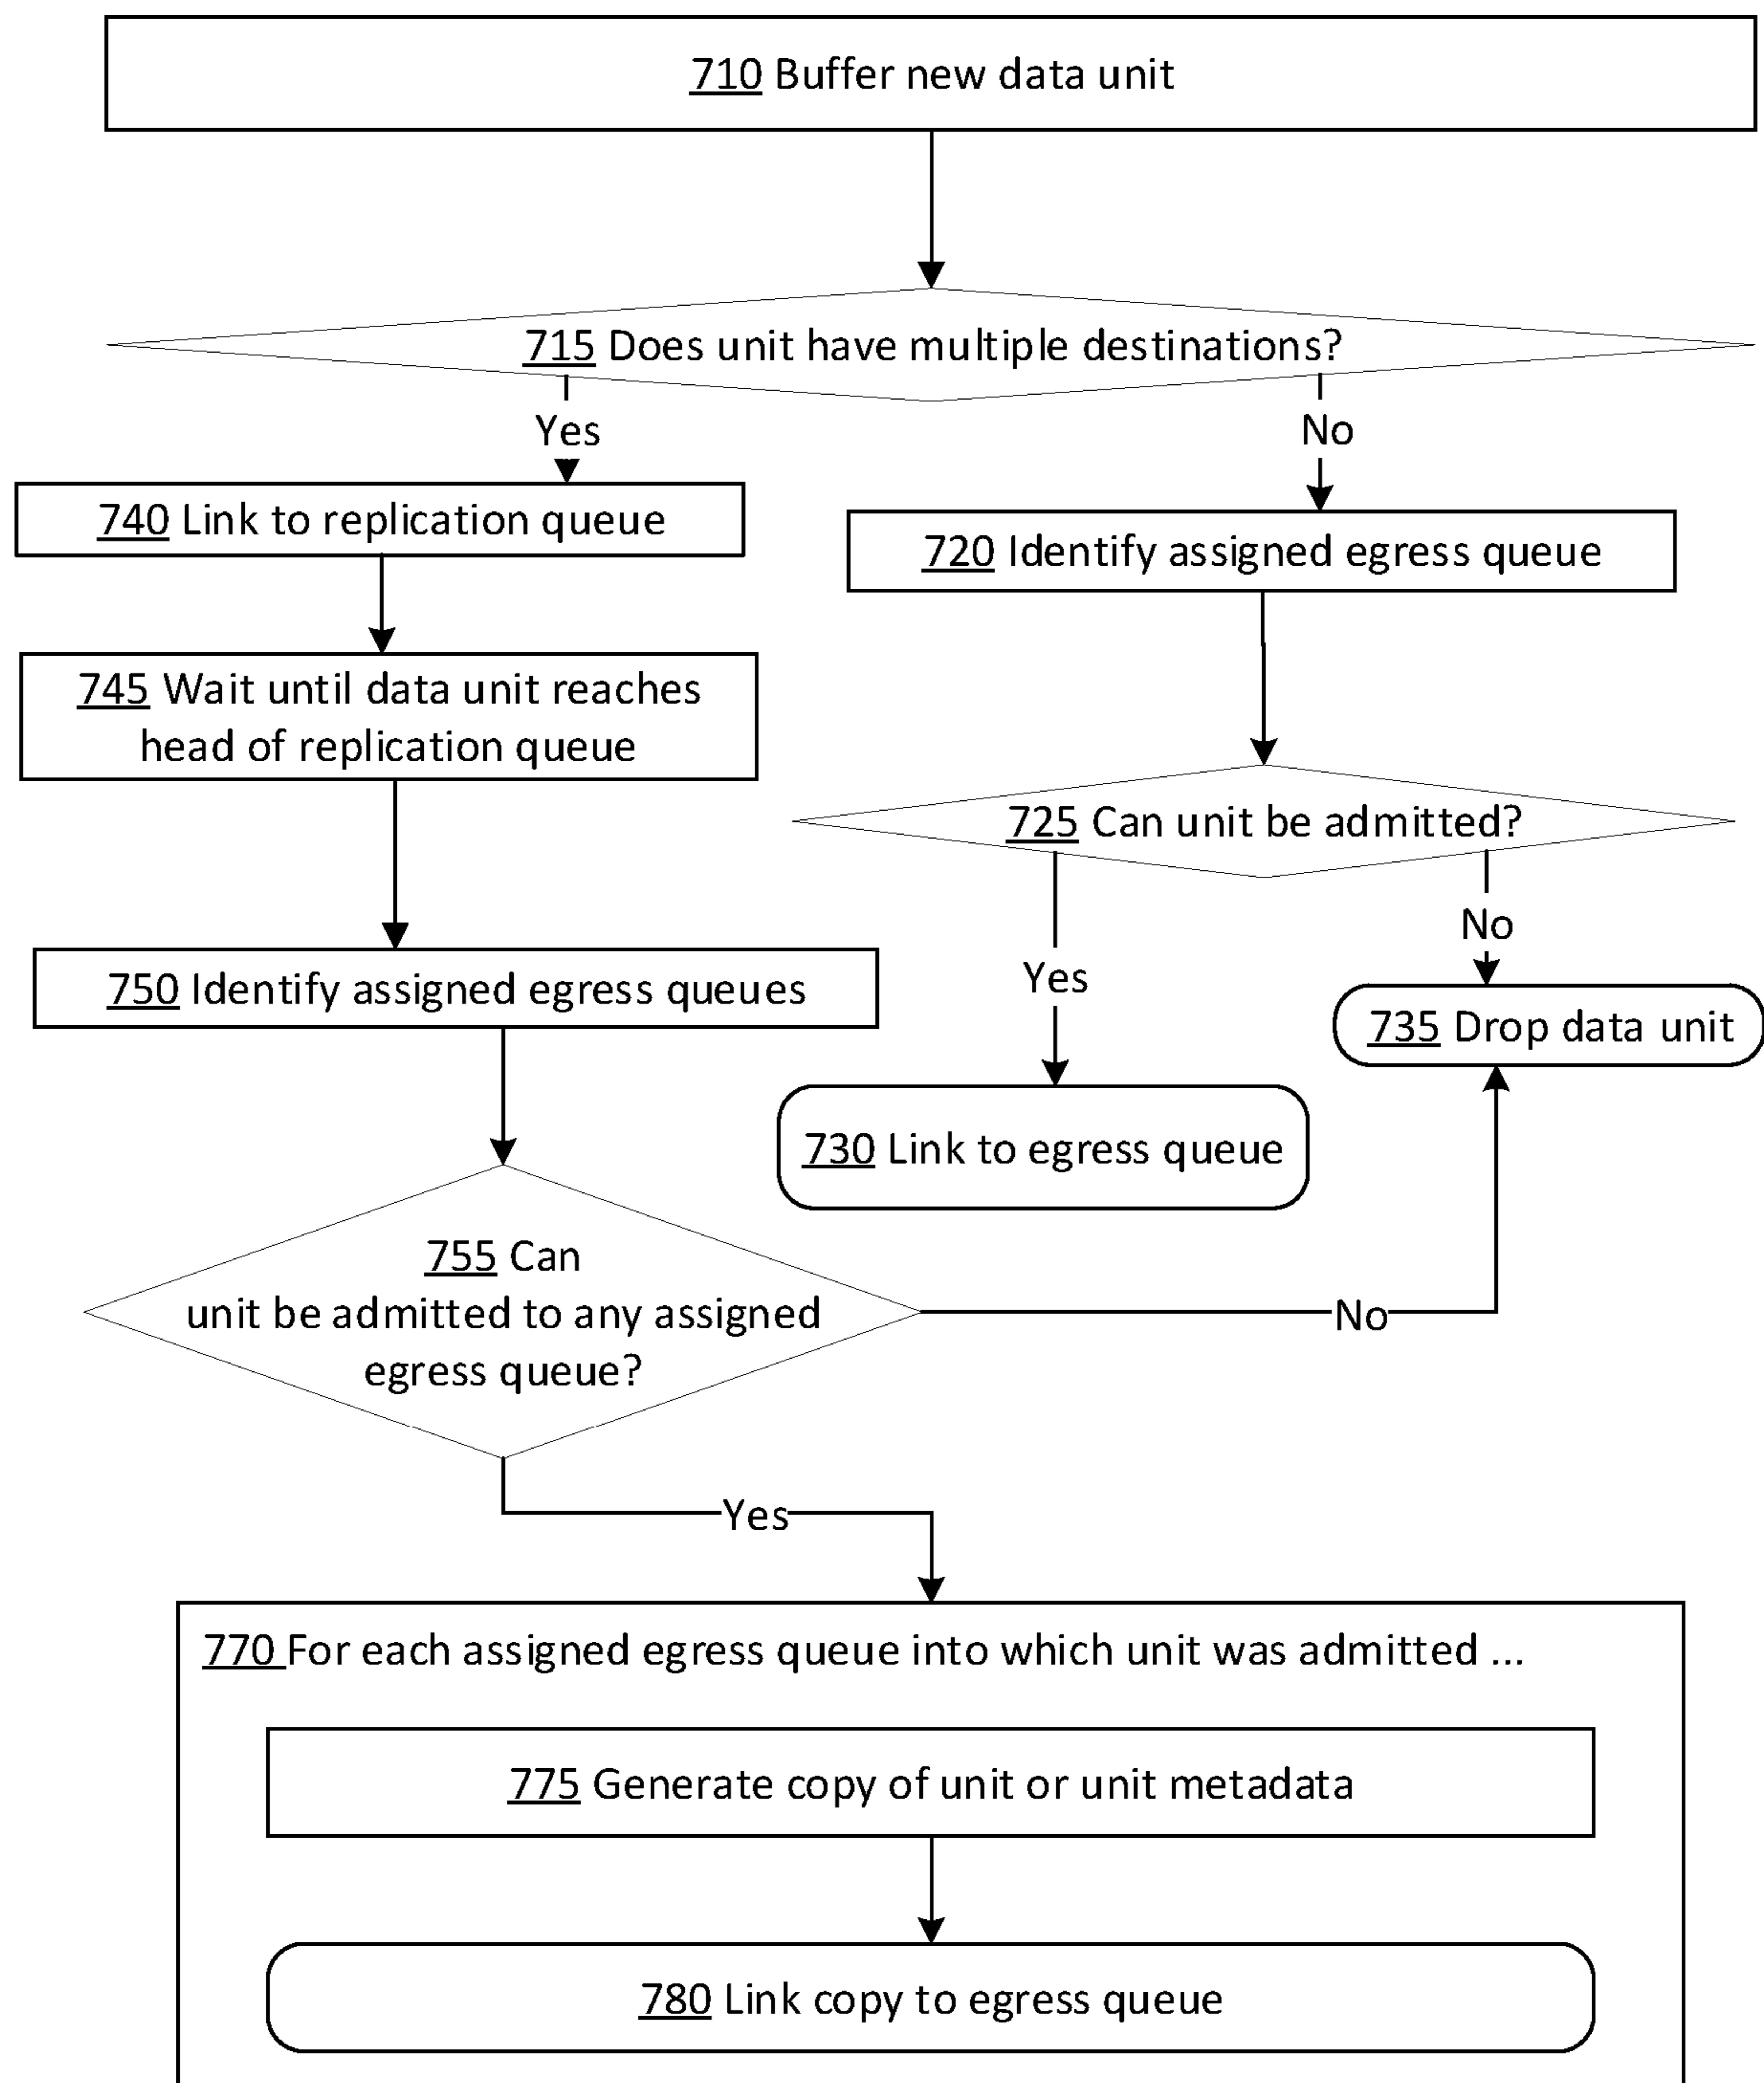 710 Buffer new data unit
715 Does unit have multiple destinations?
Yes
No
740 Link to replication queue
720 Identify assigned egress queue
745 Wait until data unit reaches
head of replication queue
725 Can unit be admitted?
No
Yes
750 Identify assigned egress queues
735 Drop data unit
730 Link to egress queue
755 Can
unit be admitted to any assigned
egress queue?
No
Yes
770 For each assigned egress queue into which unit was admitted ...
775 Generate copy of unit or unit metadata
780 Link copy to egress queue